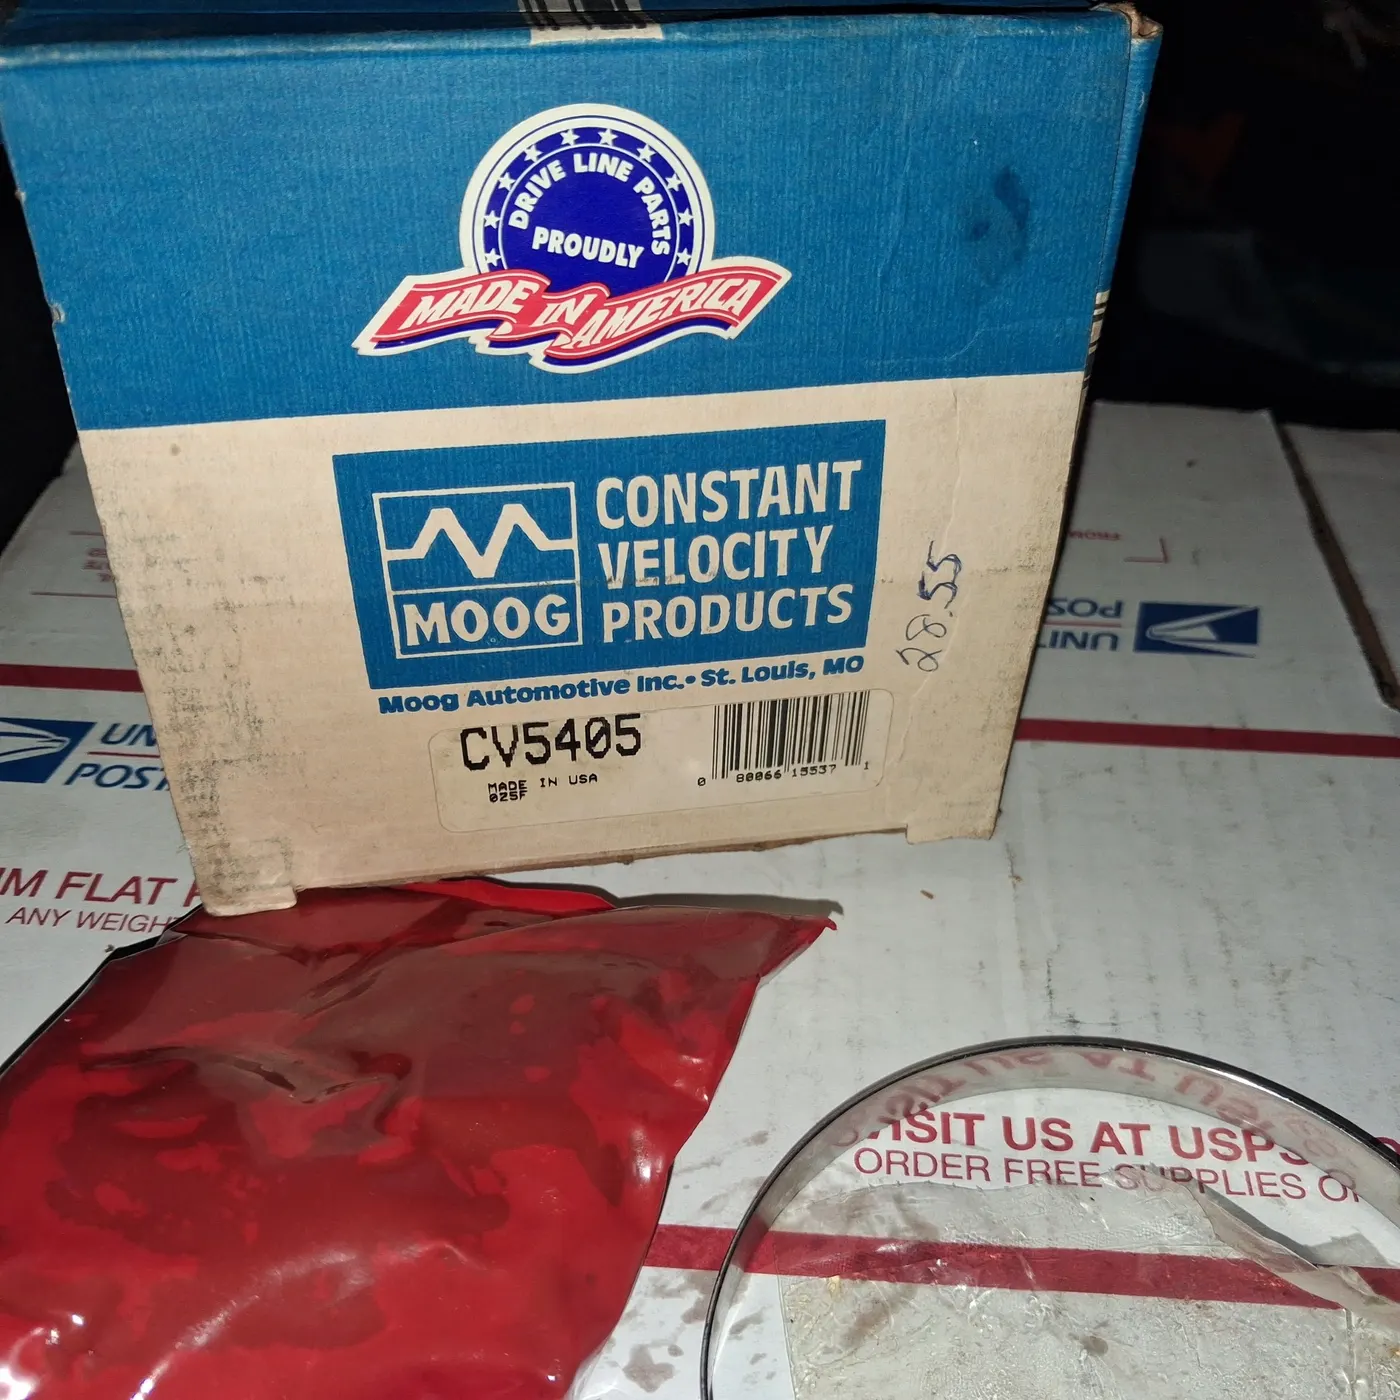 DRIVE LINE PARTS
PROUDLY
MADE IN AMERICA
MOOG
CONSTANT
VELOCITY
PRODUCTS
Moog Automotive Inc.• St. Louis, MO
28.55
CV5405
MADE IN USA
025F
0 80066 15537 1
FROM
UNIT
POS
UN
POST
M FLAT
ANY WEIGH
VISIT US AT USPS
ORDER FREE SUPPLIES